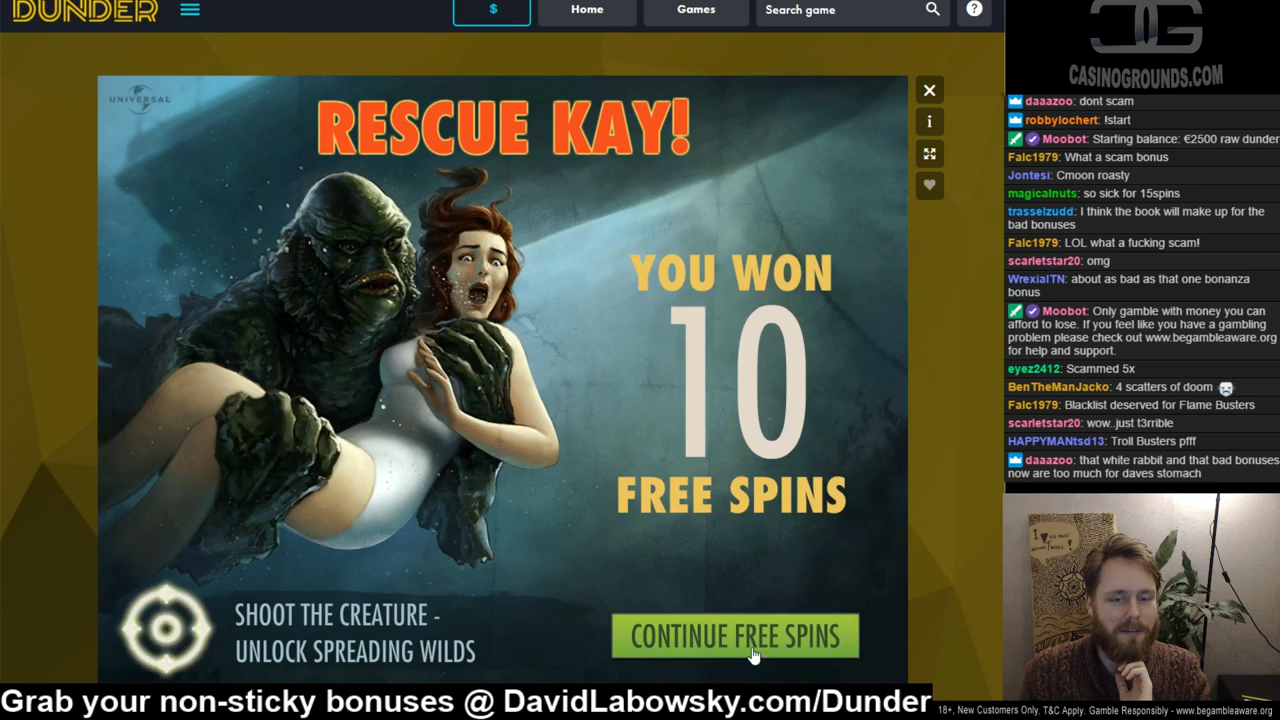 DUNDER
$
Home
Games
Search game
?
UNIVERSAL
RESCUE KAY!
YOU WON
10
FREE SPINS
SHOOT THE CREATURE -
UNLOCK SPREADING WILDS
CONTINUE FREE SPINS
i
CASINOGROUNDS.COM
daaazoo: dont scam
robbylochert: !start
Moobot: Starting balance: €2500 raw dunder
Falc1979: What a scam bonus
Jontesi: Cmoon roasty
magicalnuts: so sick for 15spins
trasselzudd: I think the book will make up for the
bad bonuses
Falc1979: LOL what a fucking scam!
scarletstar20: omg
WrexialTN: about as bad as that one bonanza
bonus
Moobot: Only gamble with money you can
afford to lose. If you feel like you have a gambling
problem please check out www.begambleaware.org
for help and support.
eyez2412: Scammed 5x
BenTheManJacko: 4 scatters of doom
Falc1979: Blacklist deserved for Flame Busters
scarletstar20: wow..just t3rrible
HAPPYMANtsd13: Troll Busters pfff
daaazoo: that white rabbit and that bad bonuses
now are too much for daves stomach
Grab your non-sticky bonuses @ DavidLabowsky.com/Dunder
18+, New Customers Only, T&C Apply, Gamble Responsibly - www.begambleaware.org